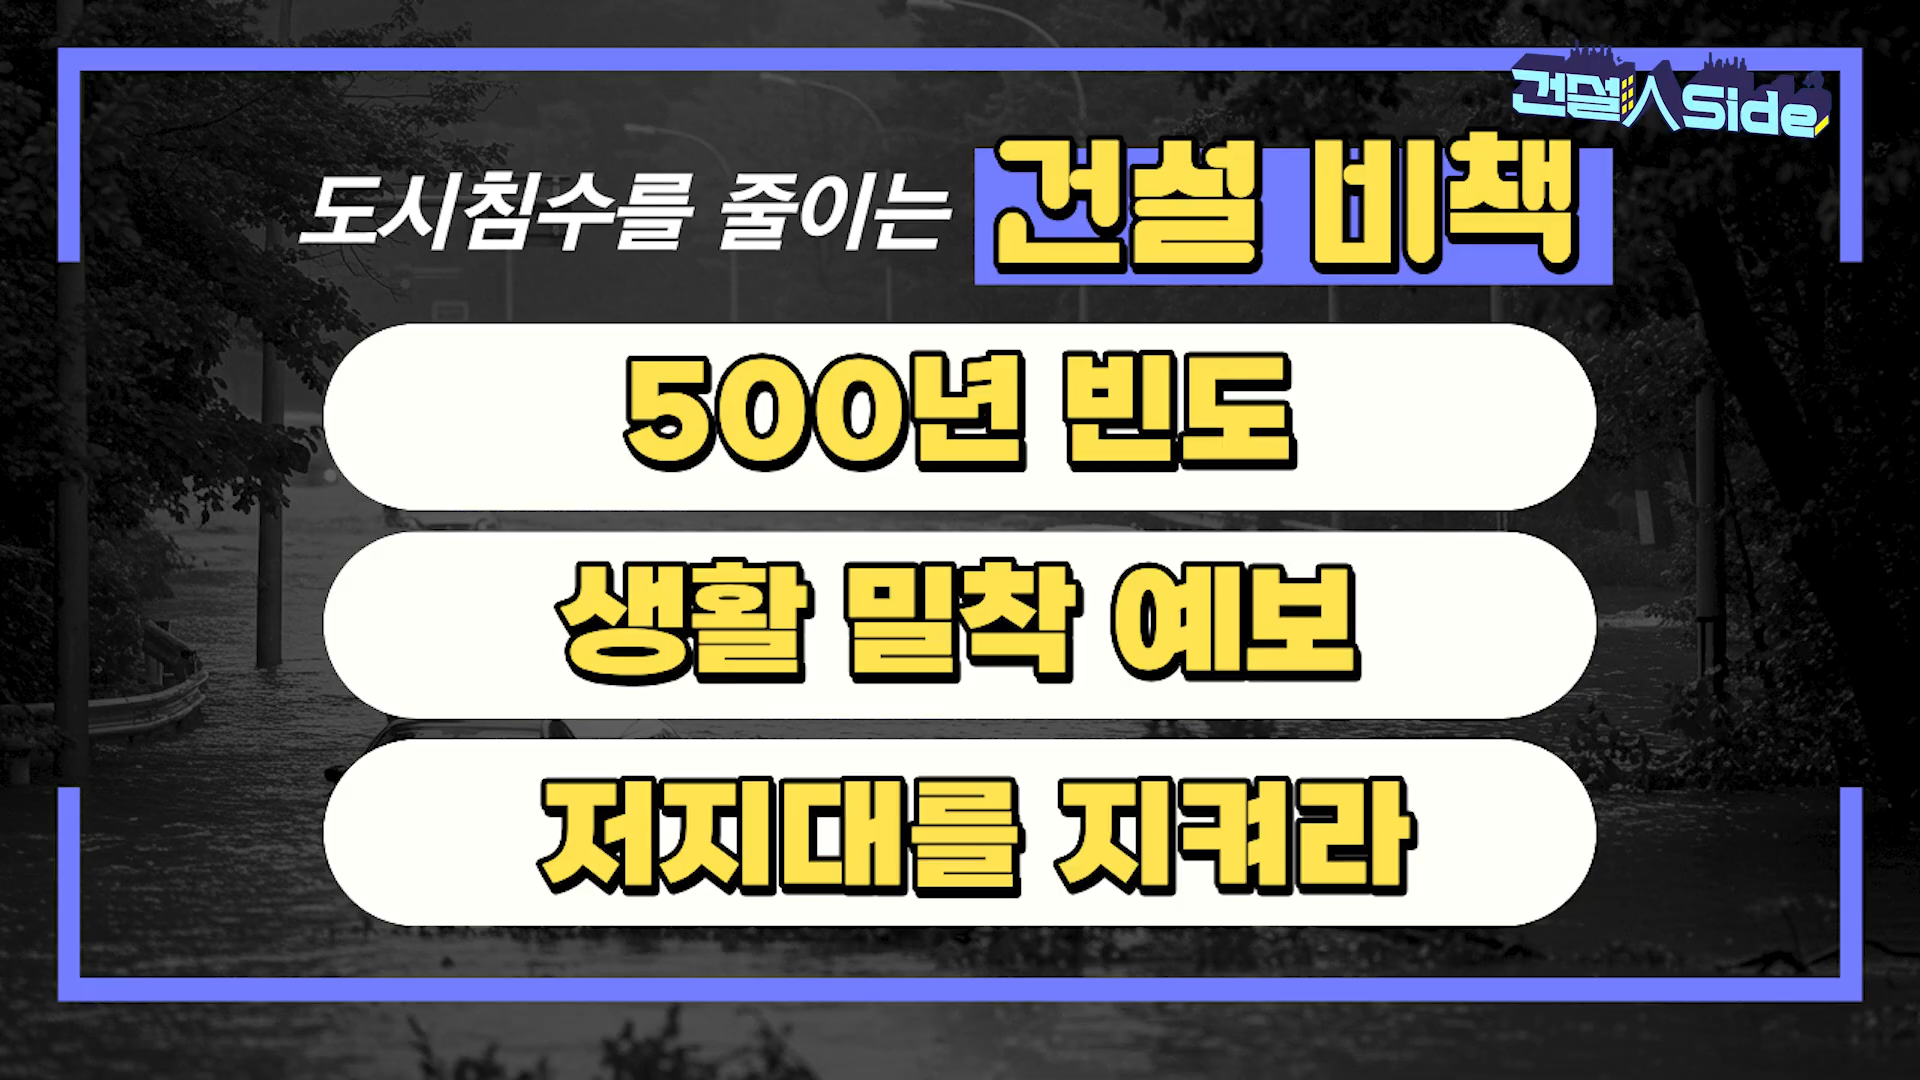 건설人Side
도시침수를 줄이는 건설 비책
500년 빈도
생활 밀착 예보
저지대를 지켜라